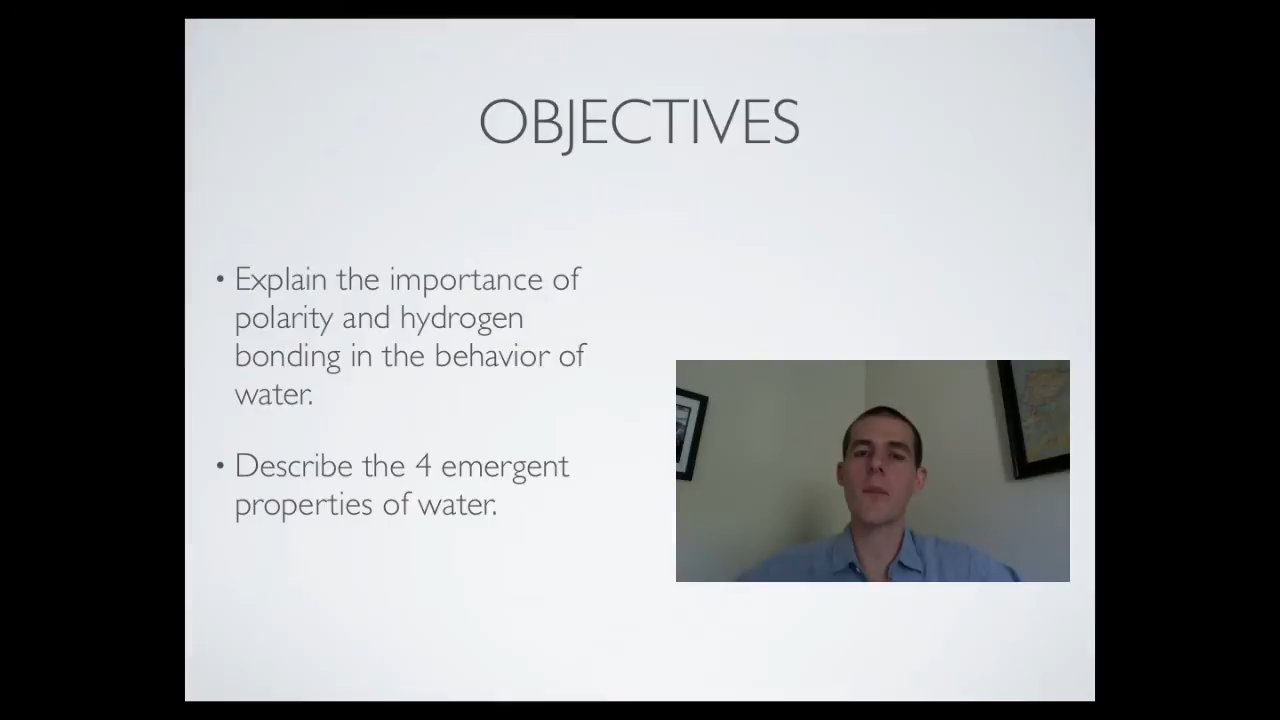 OBJECTIVES
• Explain the importance of
polarity and hydrogen
bonding in the behavior of
water.
• Describe the 4 emergent
properties of water.